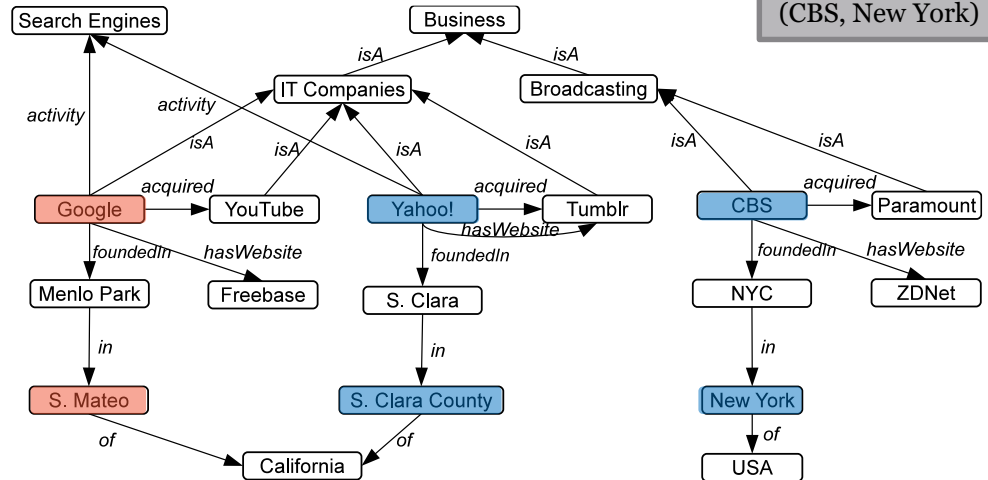 (CBS, New York)
Search Engines
Business
isA
isA
IT Companies
Broadcasting
activity
activity
isA
isA
isA
isA
isA
isA
Google
acquired
YouTube
Yahoo!
acquired
Tumblr
CBS
acquired
Paramount
hasWebsite
foundedIn
hasWebsite
foundedIn
foundedIn
hasWebsite
Menlo Park
Freebase
S. Clara
NYC
ZDNet
in
in
in
S. Mateo
S. Clara County
New York
of
of
of
California
USA